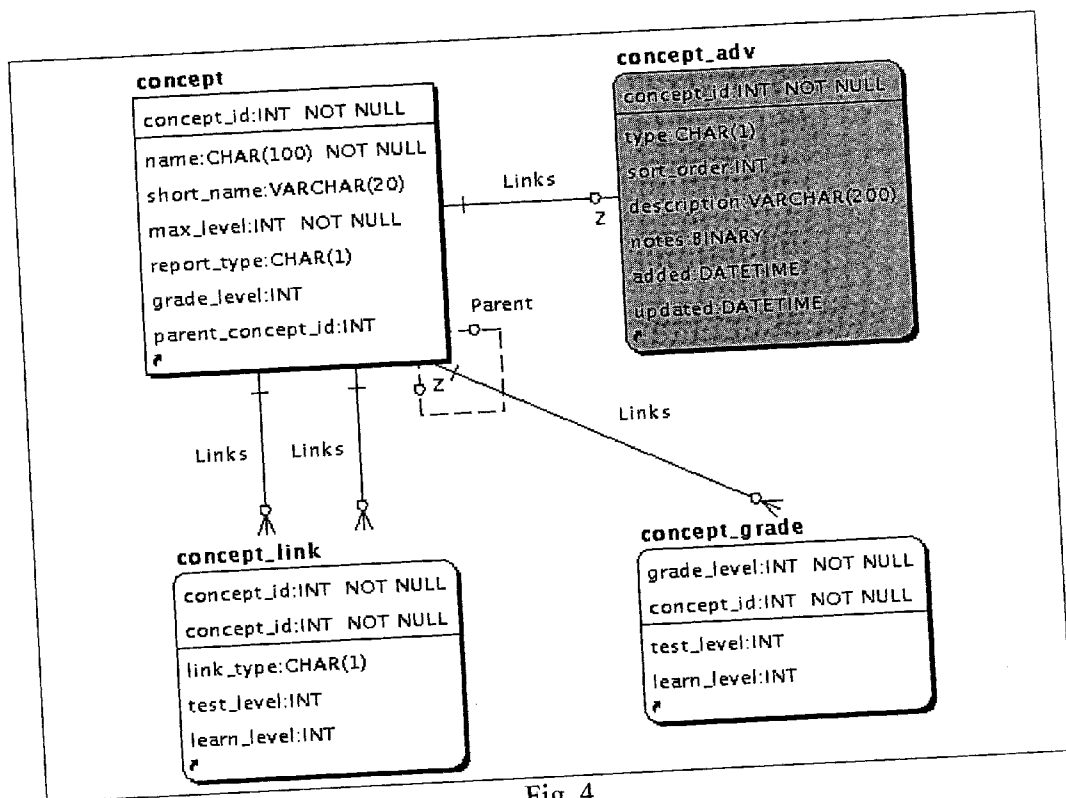 concept
concept_id:INT NOT NULL
name:CHAR(100) NOT NULL
short_name:VARCHAR(20)
max_level:INT NOT NULL
report_type:CHAR(1)
grade_level:INT
parent_concept_id:INT
concept_adv
concept_id:INT NOT NULL
type:CHAR(1)
sort_order:INT
description:VARCHAR(200)
notes:BINARY
added:DATETIME
updated:DATETIME
Links
Z
Parent
Z
Links
Links
Links
concept_link
concept_id:INT NOT NULL
concept_id:INT NOT NULL
link_type:CHAR(1)
test_level:INT
learn_level:INT
concept_grade
grade_level:INT NOT NULL
concept_id:INT NOT NULL
test_level:INT
learn_level:INT
Fig. 4